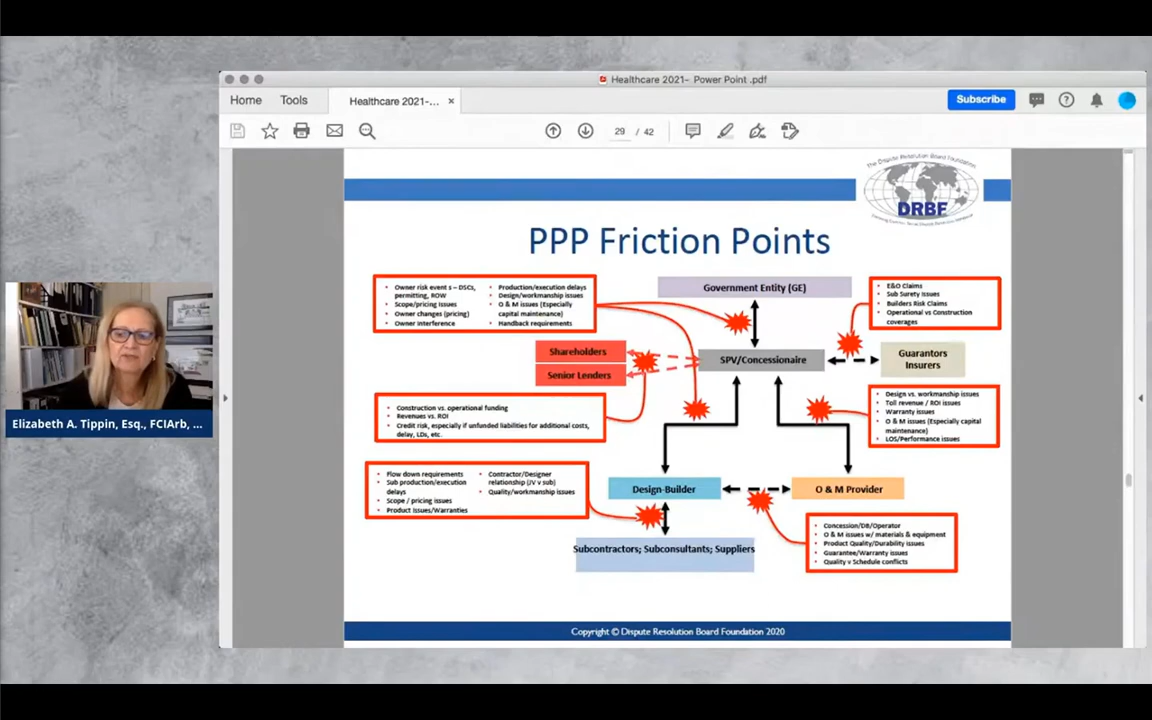 Healthcare 2021- Power Point .pdf
Home
Tools
Healthcare 2021-... ×
Subscribe
29 / 42
The Dispute Resolution Board Foundation
DRBF
PPP Friction Points
Owner risk event s – DSCs,
permitting, ROW
Scope/pricing issues
Owner changes (pricing)
Owner Interference
Production/execution delays
Design/workmanship issues
O & M issues (Especially
capital maintenance)
Handback requirements
Government Entity (GE)
E&O Claims
Sub Surety issues
Builders Risk Claims
Operational vs Construction
coverages
Shareholders
Senior Lenders
SPV/Concessionaire
Guarantors
Insurers
Construction vs. operational funding
Revenues vs. ROI
Credit risk, especially if unfunded liabilities for additional costs,
delay, LDs, etc.
Design vs. workmanship issues
Toll revenue / ROI issues
Warranty issues
O & M issues (Especially capital
maintenance)
LOS/Performance issues
Elizabeth A. Tippin, Esq., FCIArb, ...
Flow down requirements
Sub production/execution
delays
Scope / pricing issues
Product Issues/Warranties
Contractor/Designer
relationship (JV v sub)
Quality/workmanship issues
Design-Builder
O & M Provider
Subcontractors; Subconsultants; Suppliers
Concession/DB/Operator
O & M issues w/ materials & equipment
Product Quality/Durability issues
Guarantee/Warranty issues
Quality v Schedule conflicts
Copyright © Dispute Resolution Board Foundation 2020